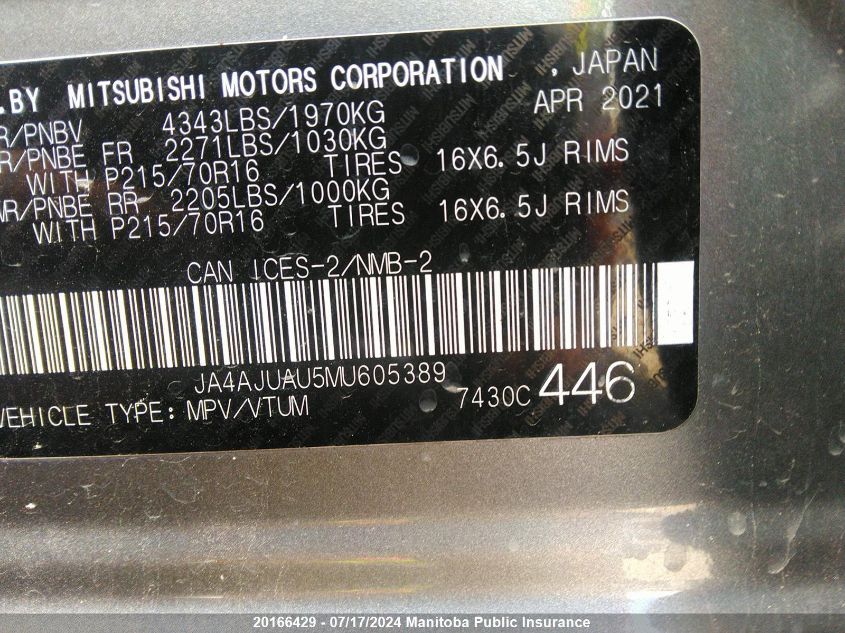 .BY MITSUBISHI MOTORS CORPORATION , JAPAN
R/PNBV 4343LBS/1970KG APR 2021
R/PNBE FR 2271LBS/1030KG
WITH P215/70R16 TIRES 16X6.5J RIMS
WR/PNBE RR 2205LBS/1000KG
WITH P215/70R16 TIRES 16X6.5J RIMS
CAN ICES-2/NMB-2
JA4AJUAU5MU605389
VEHICLE TYPE: MPV/VTUM 7430C 446
20166429 - 07/17/2024 Manitoba Public Insurance